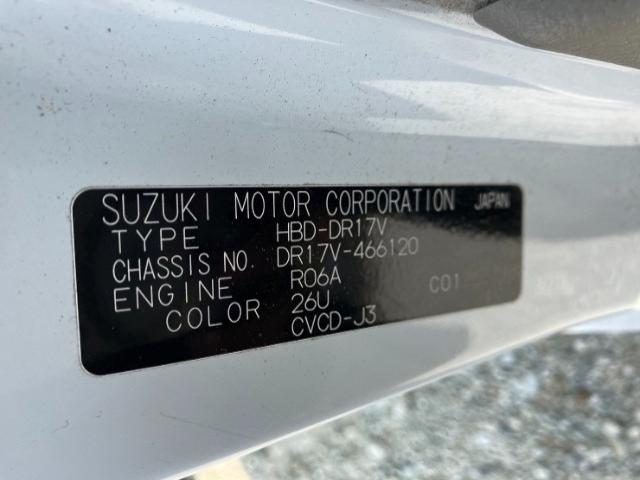 SUZUKI MOTOR CORPORATION JAPAN
TYPE HBD-DR17V
CHASSIS NO. DR17V-466120
ENGINE R06A C01
COLOR 26U
CVCD-J3